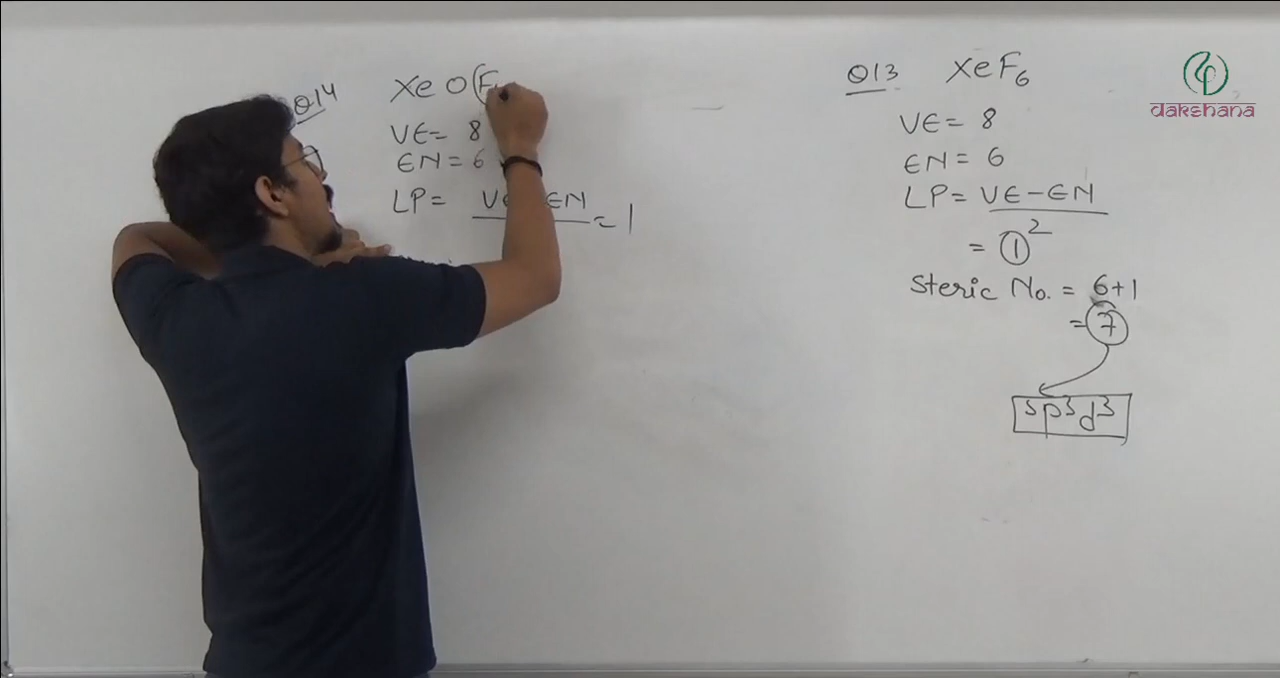 Q14
Xe O(F
VE= 8
EN = 6
LP= VE EN = 1
Q13 XeF6
VE = 8
EN = 6
LP = VE-EN
2
= 1
Steric No. = 6+1
= 7
sp³d³
dakshana